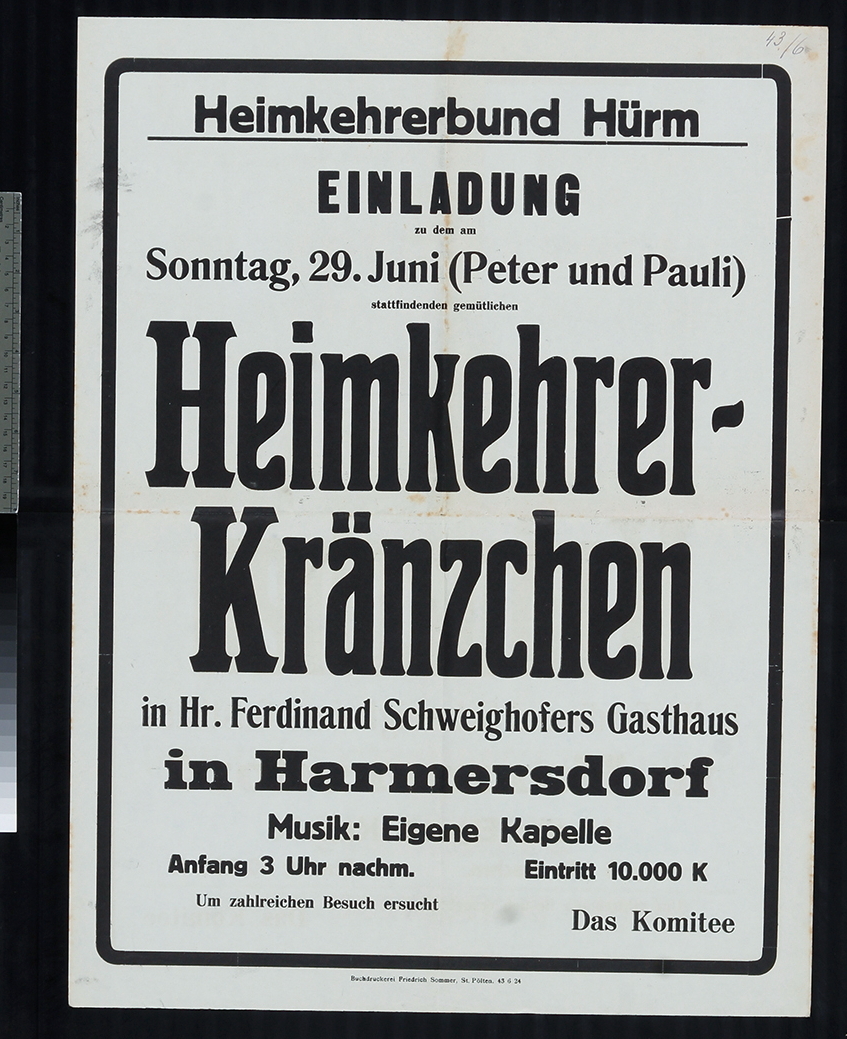 43/6
Heimkehrerbund Hürm
EINLADUNG
zu dem am
Sonntag, 29. Juni (Peter und Pauli)
stattfindenden gemütlichen
Heimkehrer-
Kränzchen
in Hr. Ferdinand Schweighofers Gasthaus
in Harmersdorf
Musik: Eigene Kapelle
Anfang 3 Uhr nachm. Eintritt 10.000 K
Um zahlreichen Besuch ersucht
Das Komitee
Buchdruckerei Friedrich Sommer, St. Pölten. 43 6 24